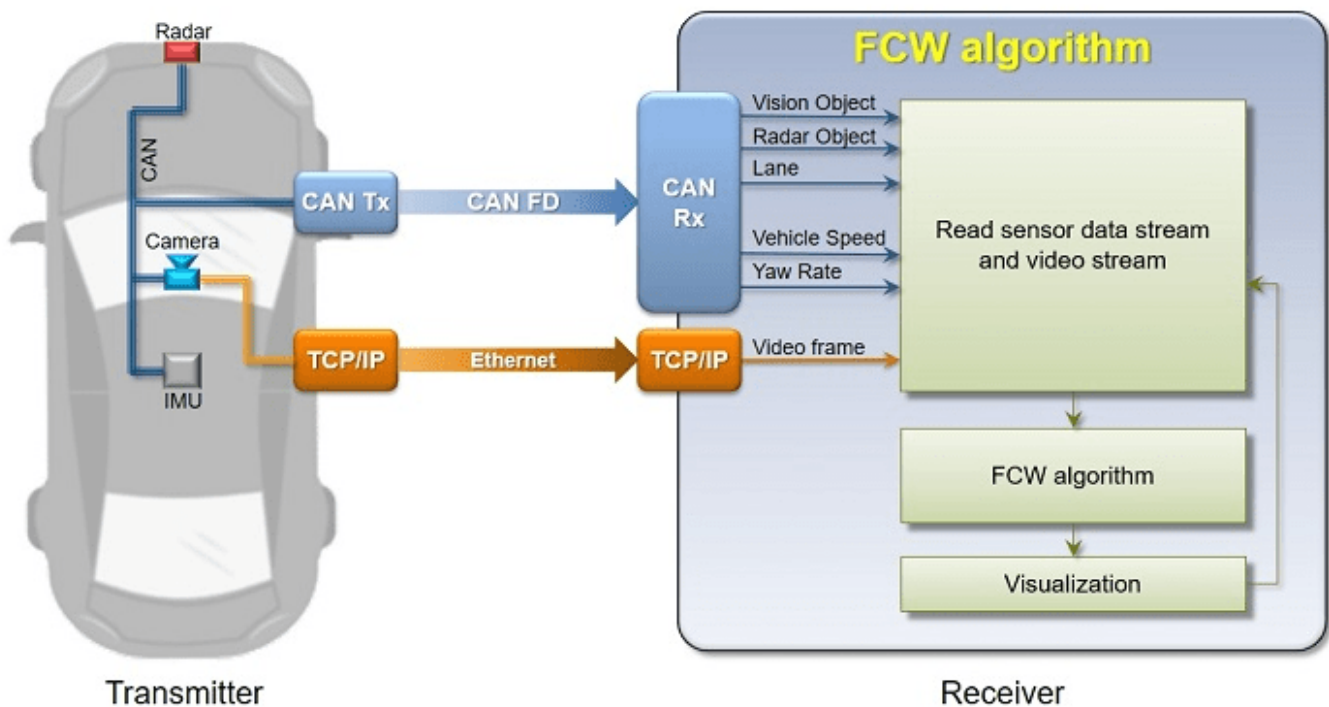 Radar
CAN
CAN Tx
Camera
TCP/IP
IMU
Transmitter
CAN FD
Ethernet
FCW algorithm
CAN
Rx
TCP/IP
Vision Object
Radar Object
Lane
Vehicle Speed
Yaw Rate
Video frame
Read sensor data stream
and video stream
FCW algorithm
Visualization
Receiver